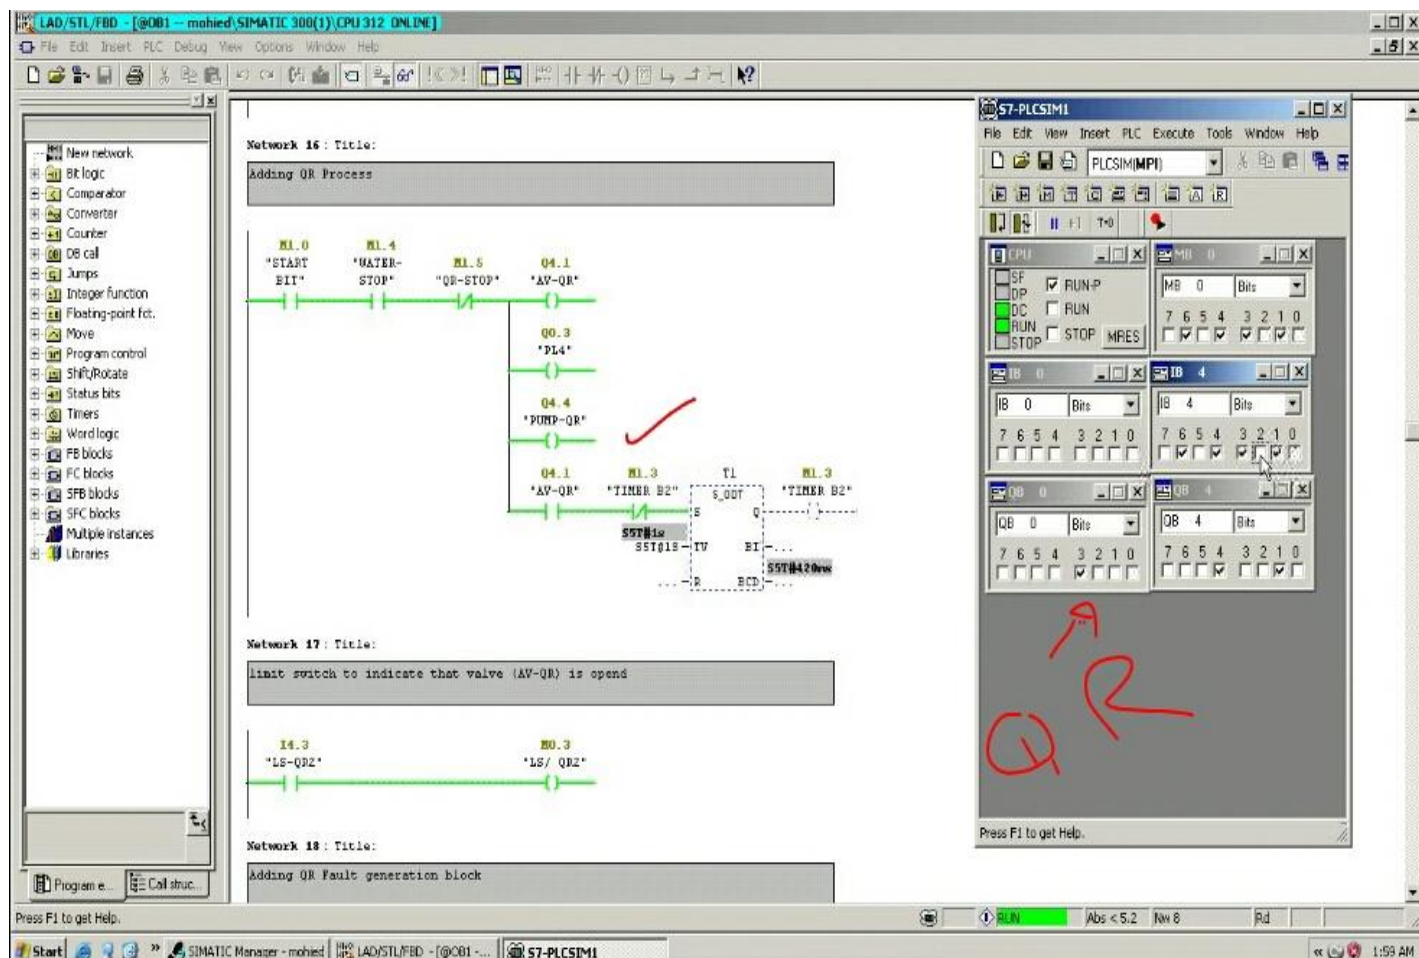 LAD/STL/FBD - [@OB1 -- mohied\SIMATIC 300(1)\CPU 312 ONLINE]
File Edit Insert PLC Debug View Options Window Help
New network
Bit logic
Comparator
Converter
Counter
DB call
Jumps
Integer function
Floating-point fct.
Move
Program control
Shift/Rotate
Status bits
Timers
Word logic
FB blocks
FC blocks
SFB blocks
SFC blocks
Multiple instances
Libraries
Program e...
Call struc...
Network 16 : Title:
Adding QR Process
M1.0 M1.4 M1.5 Q4.1
"START BIT" "WATER-STOP" "QR-STOP" "AV-QR"
Q0.3
"PL4"
Q4.4
"PUMP-QR"
Q4.1 M1.3 T1 M1.3
"AV-QR" "TIMER B2" S_ODT "TIMER B2"
S Q
S5T#1s
S5T#1S TV BI ...
S5T#420ms
... R BCD ...
Network 17 : Title:
limit switch to indicate that valve (AV-QR) is opend
I4.3 M0.3
"LS-QR2" "LS/ QR2"
Network 18 : Title:
Adding QR Fault generation block
S7-PLCSIM1
File Edit View Insert PLC Execute Tools Window Help
PLCSIM(MPI)
T=0
CPU
SF
DP
DC
RUN
STOP
RUN-P
RUN
STOP MRES
MB 0
MB 0 Bits
7 6 5 4 3 2 1 0
IB 0
IB 0 Bits
7 6 5 4 3 2 1 0
IB 4
IB 4 Bits
7 6 5 4 3 2 1 0
QB 0
QB 0 Bits
7 6 5 4 3 2 1 0
QB 4
QB 4 Bits
7 6 5 4 3 2 1 0
QR
Press F1 to get Help.
Press F1 to get Help.
RUN Abs < 5.2 Nw 8 Rd
Start SIMATIC Manager - mohied LAD/STL/FBD - [@OB1 -... S7-PLCSIM1 1:59 AM